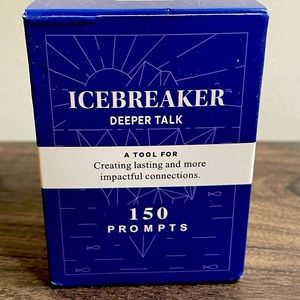 ICEBREAKER
DEEPER TALK
A TOOL FOR
Creating lasting and more
impactful connections.
150
PROMPTS